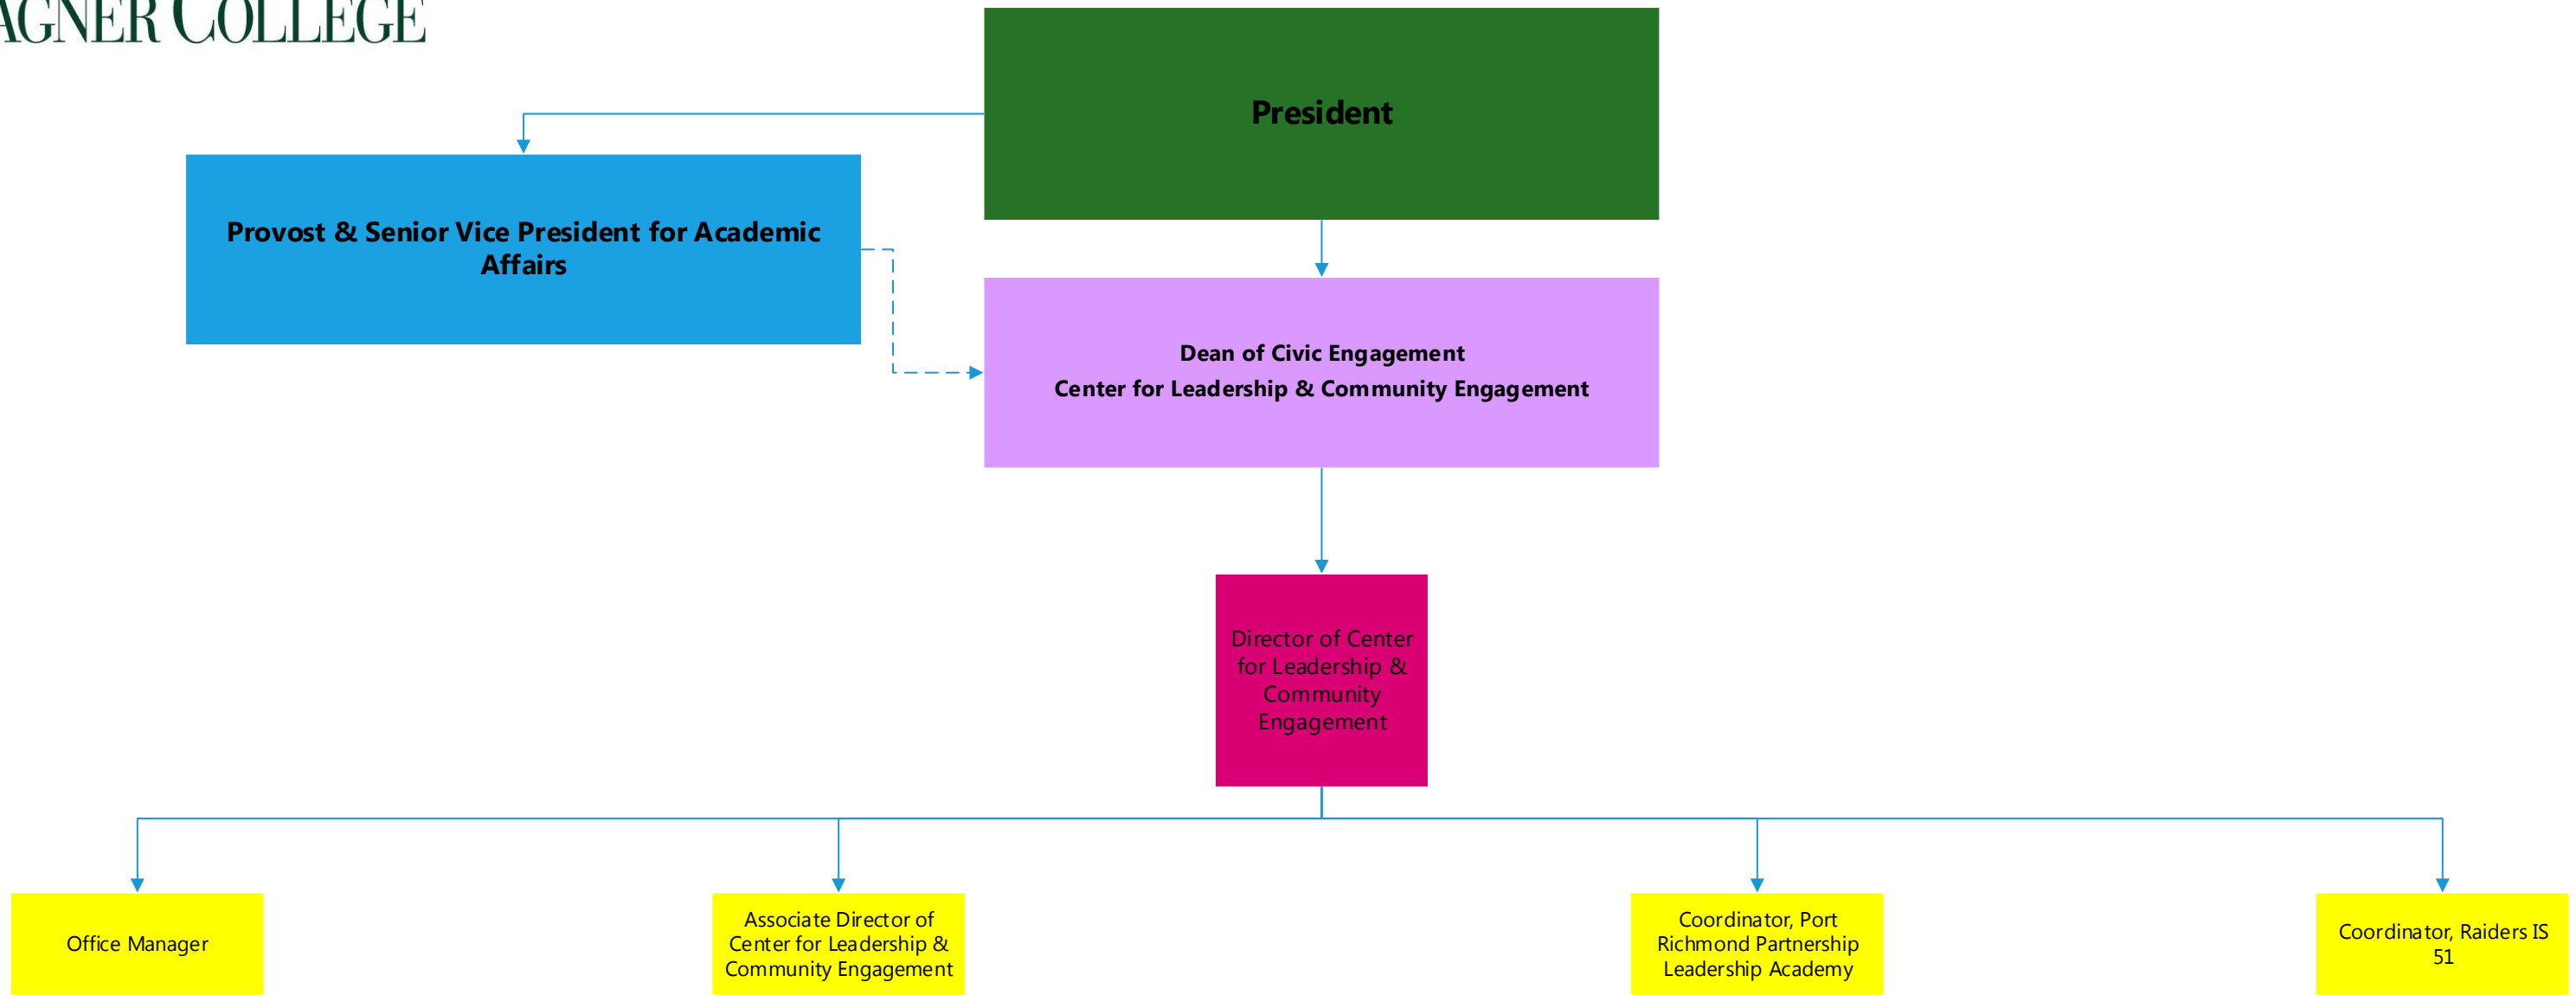 AGNER COLLEGE
President
Provost & Senior Vice President for Academic
Affairs
Dean of Civic Engagement
Center for Leadership & Community Engagement
Director of Center
for Leadership &
Community
Engagement
Office Manager
Associate Director of
Center for Leadership &
Community Engagement
Coordinator, Port
Richmond Partnership
Leadership Academy
Coordinator, Raiders IS
51